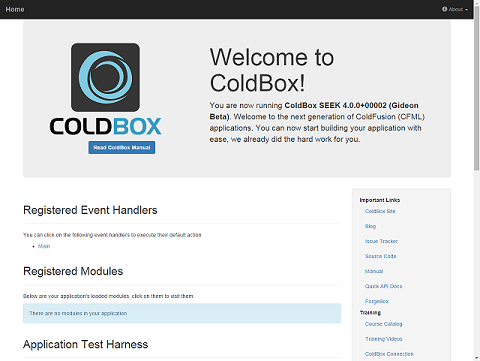 Home
About
COLDBOX
Read ColdBox Manual
Welcome to
ColdBox!
You are now running ColdBox SEEK 4.0.0+00002 (Gideon
Beta). Welcome to the next generation of ColdFusion (CFML)
applications. You can now start building your application with
ease, we already did the hard work for you.
Registered Event Handlers
You can click on the following event handlers to execute their default action
Main
Registered Modules
Below are your application's loaded modules, click on them to visit them.
There are no modules in your application
Application Test Harness
Important Links
ColdBox Site
Blog
Issue Tracker
Source Code
Manual
Quick API Docs
ForgeBox
Training
Course Catalog
Training Videos
ColdBox Connection